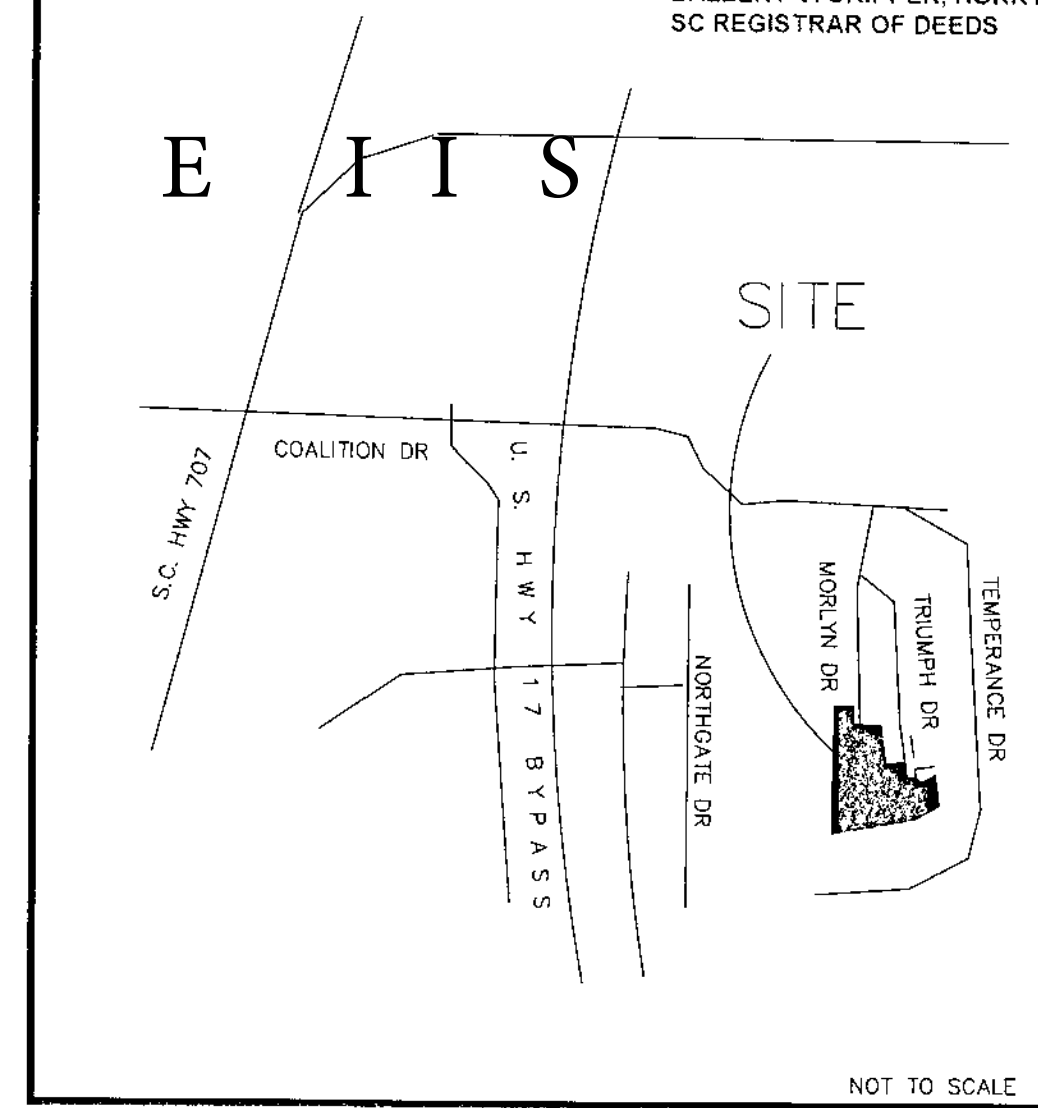 SC REGISTRAR OF DEEDS
E I I S
SITE
COALITION DR
S.C. HWY 707
U. S. HWY 17 BYPASS
MORLYN DR
TRIUMPH DR
TEMPERANCE DR
NORTHGATE DR
NOT TO SCALE